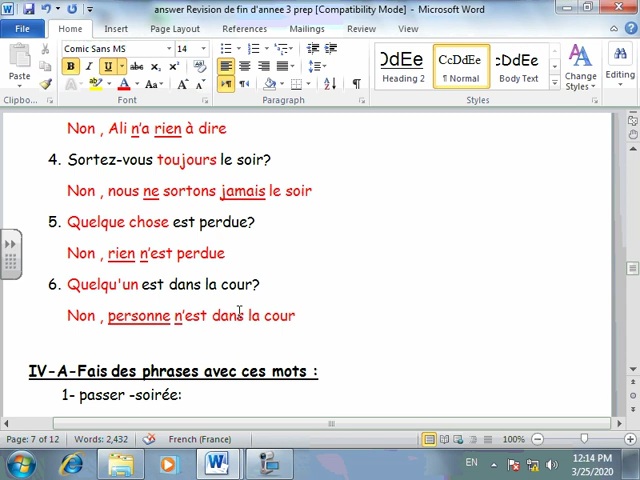 answer Revision de fin d'annee 3 prep [Compatibility Mode] - Microsoft Word
File Home Insert Page Layout References Mailings Review View
Comic Sans MS 14
Paste
B I U
CcDdEe CcDdEe CcDdEe
Heading 2 ¶ Normal Body Text
Change Styles
Editing
Clipbo... Font Paragraph Styles
Non , Ali n'a rien à dire
4. Sortez-vous toujours le soir?
Non , nous ne sortons jamais le soir
5. Quelque chose est perdue?
Non , rien n'est perdue
6. Quelqu'un est dans la cour?
Non , personne n'est dans la cour
IV-A-Fais des phrases avec ces mots :
1- passer -soirée:
Page: 7 of 12 Words: 2,432 French (France) 100%
EN 12:14 PM
3/25/2020